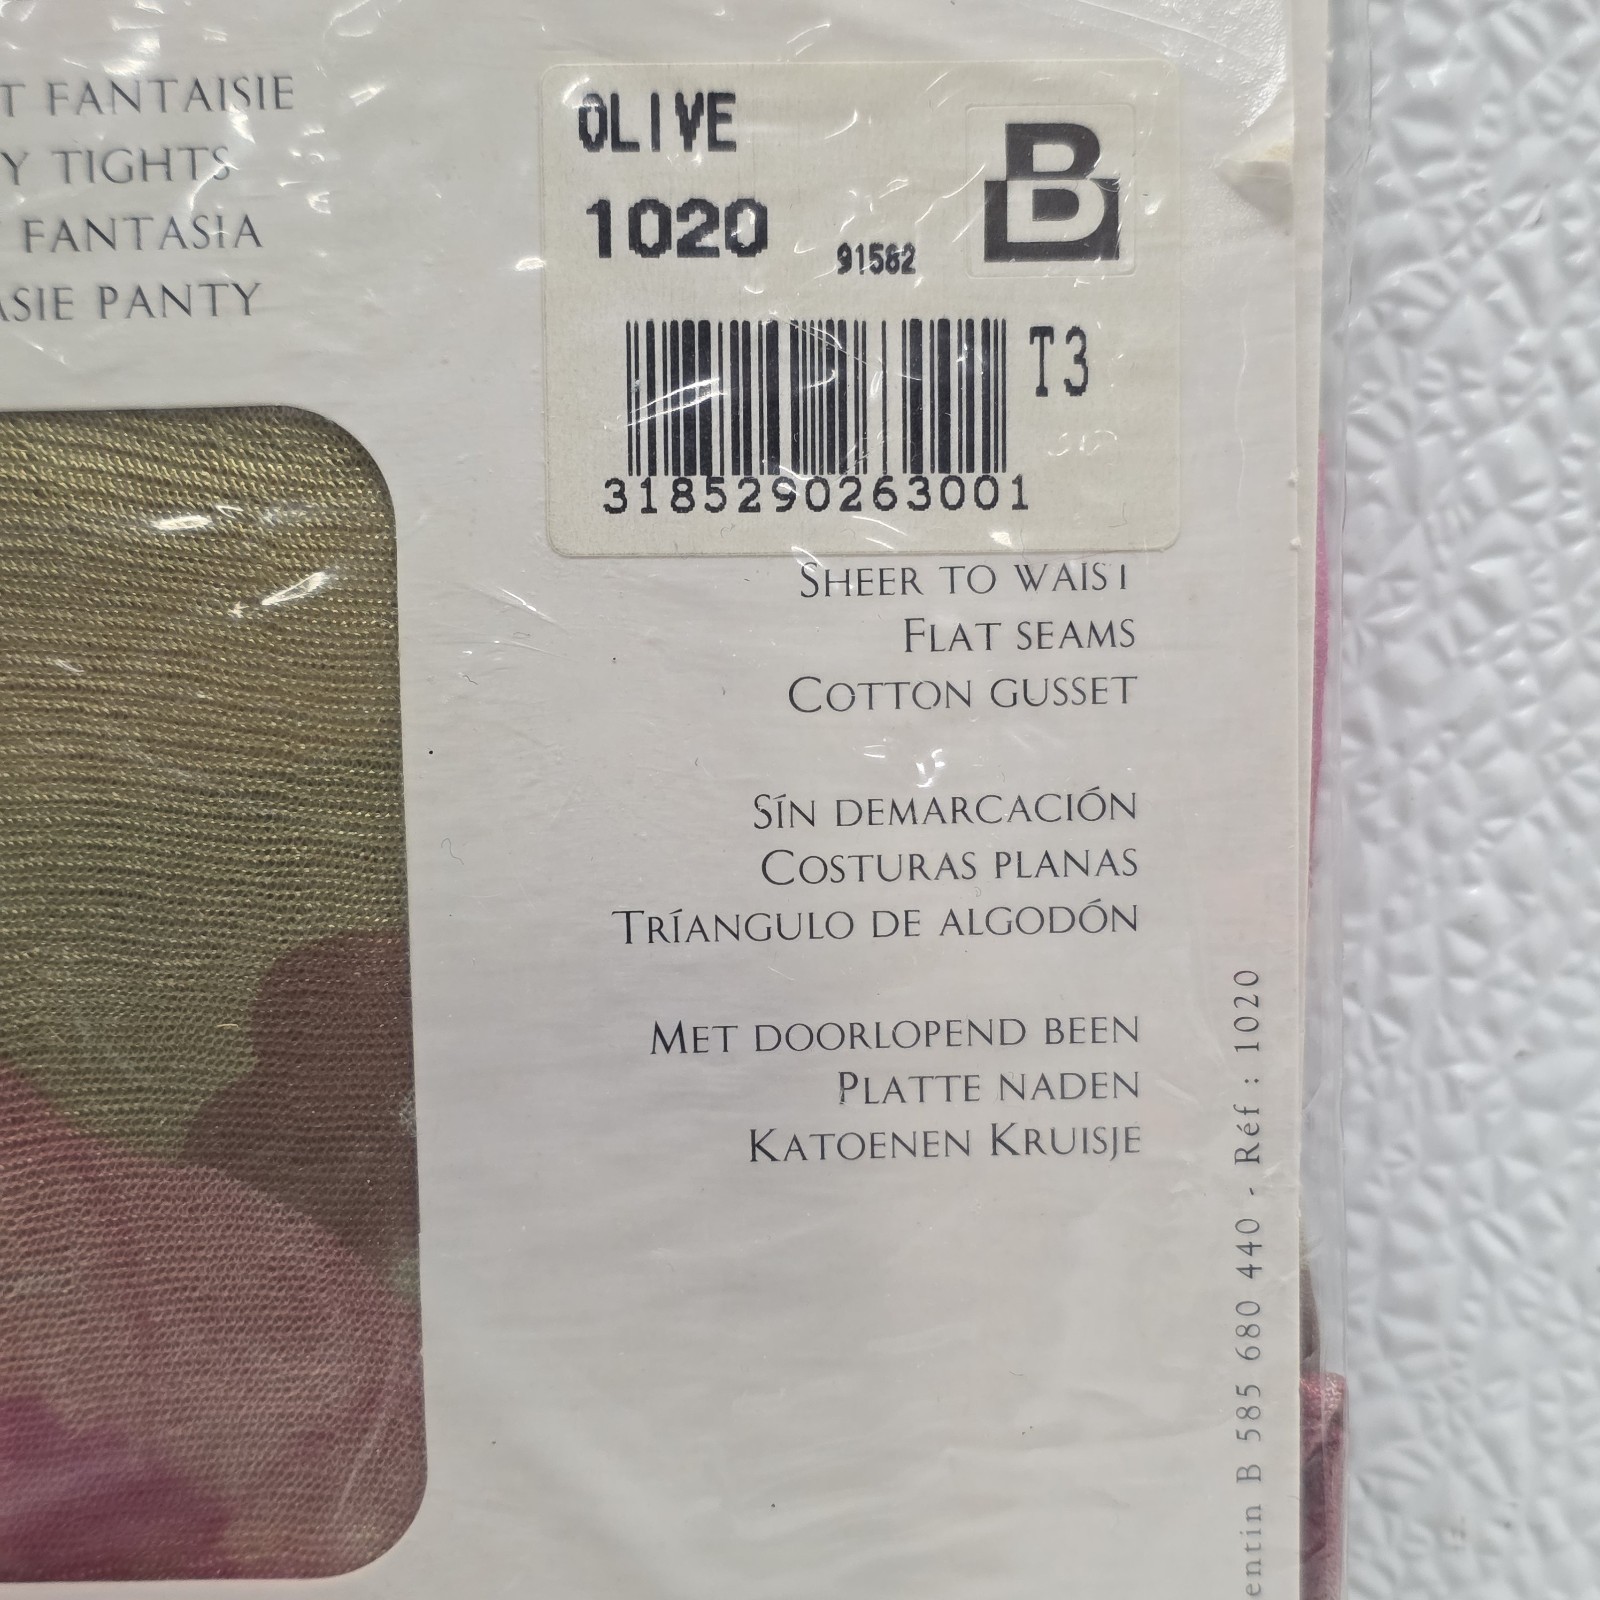 T FANTAISIE
Y TIGHTS
FANTASIA
ASIE PANTY
OLIVE
1020
91582
B
T3
3185290263001
SHEER TO WAIST
FLAT SEAMS
COTTON GUSSET
SÍN DEMARCACIÓN
COSTURAS PLANAS
TRÍANGULO DE ALGODÓN
MET DOORLOPEND BEEN
PLATTE NADEN
KATOENEN KRUISJE
entin B 585 680 440 - Réf : 1020